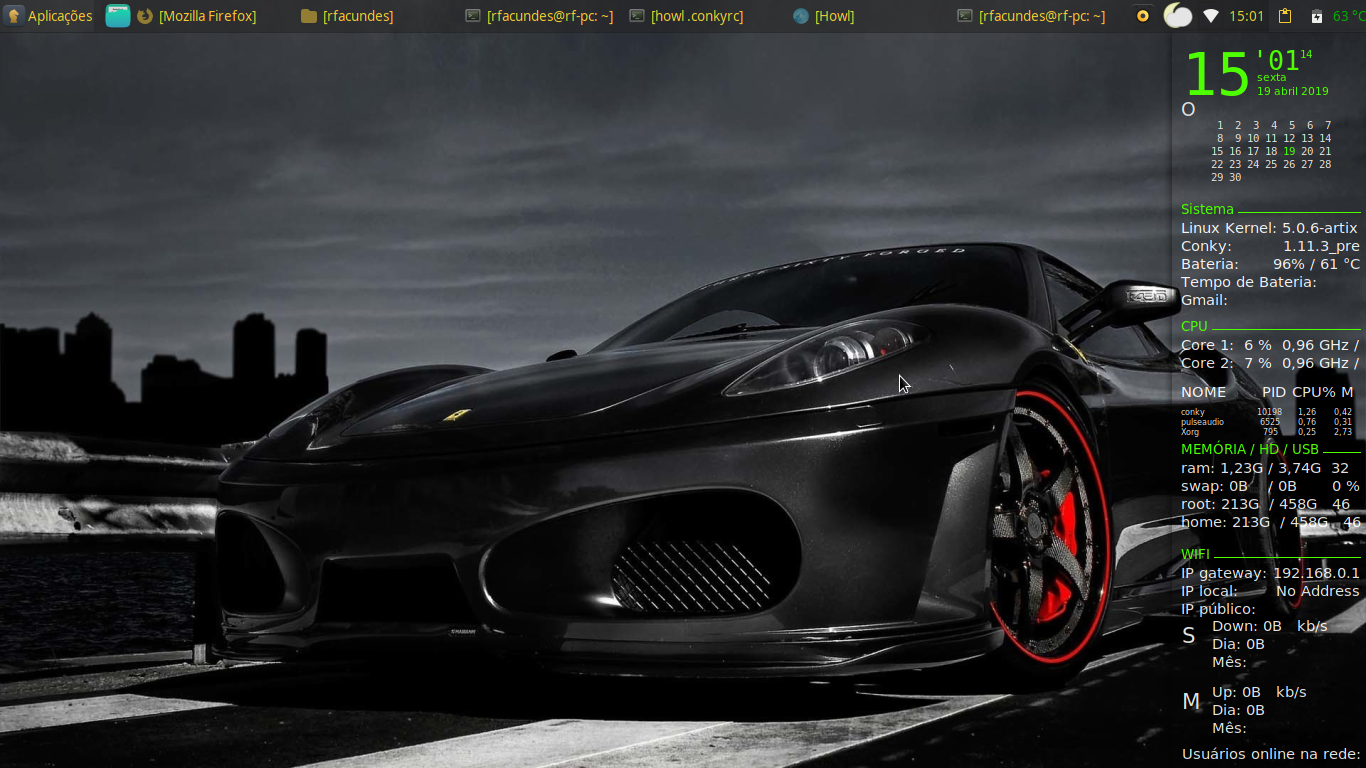 Aplicações [Mozilla Firefox] [rfacundes] [rfacundes@rf-pc: ~] [howl .conkyrc] [Howl] [rfacundes@rf-pc: ~] 15:01 63 °C
15 '01 14
sexta
19 abril 2019
O
1 2 3 4 5 6 7
8 9 10 11 12 13 14
15 16 17 18 19 20 21
22 23 24 25 26 27 28
29 30
Sistema
Linux Kernel: 5.0.6-artix
Conky: 1.11.3_pre
Bateria: 96% / 61 °C
Tempo de Bateria:
Gmail:
CPU
Core 1: 6 % 0,96 GHz /
Core 2: 7 % 0,96 GHz /
NOME PID CPU% M
conky 10198 1,26 0,42
pulseaudio 6525 0,76 0,31
Xorg 795 0,25 2,73
MEMÓRIA / HD / USB
ram: 1,23G / 3,74G 32
swap: 0B / 0B 0 %
root: 213G / 458G 46
home: 213G / 458G 46
WIFI
IP gateway: 192.168.0.1
IP local: No Address
IP público:
S
Down: 0B kb/s
Dia: 0B
Mês:
M
Up: 0B kb/s
Dia: 0B
Mês:
Usuários online na rede:
SIXTY FORGED
F430